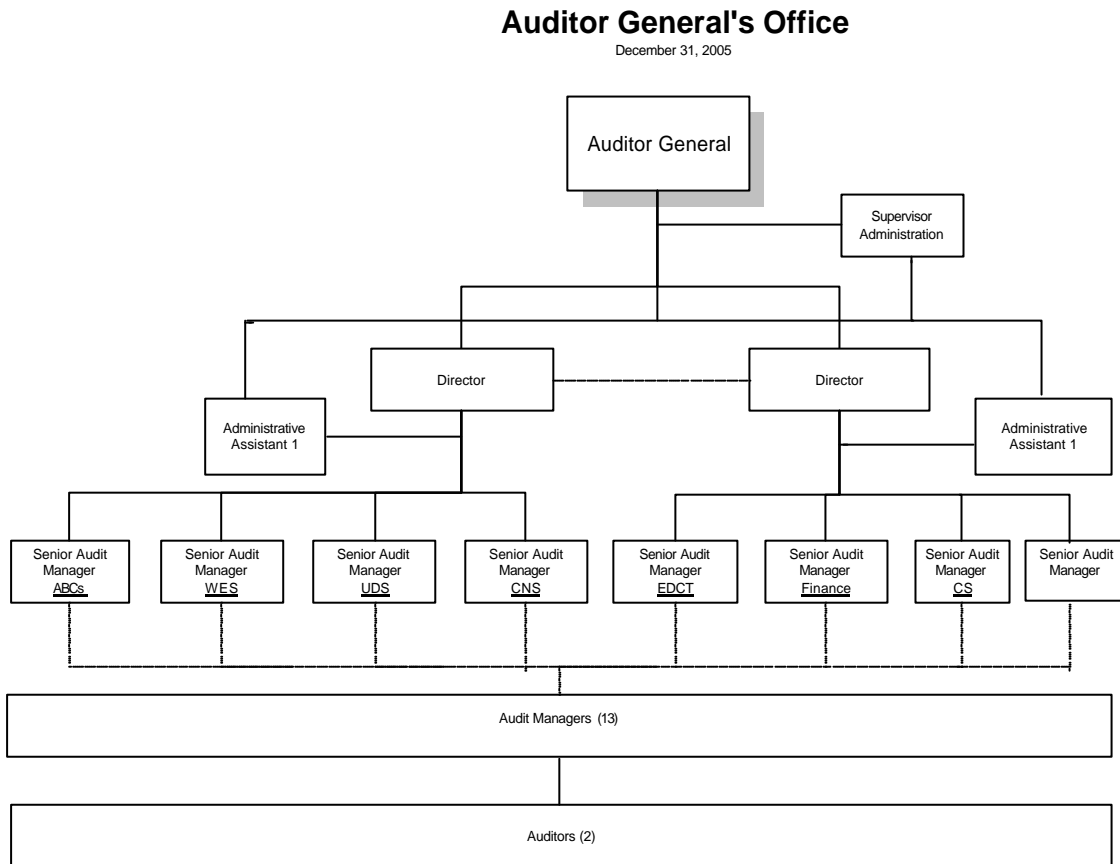 Auditor General's Office
December 31, 2005
Auditor General
Supervisor
Administration
Director
Director
Administrative
Assistant 1
Administrative
Assistant 1
Senior Audit
Manager
ABCs
Senior Audit
Manager
WES
Senior Audit
Manager
UDS
Senior Audit
Manager
CNS
Senior Audit
Manager
EDCT
Senior Audit
Manager
Finance
Senior Audit
Manager
CS
Senior Audit
Manager
Audit Managers (13)
Auditors (2)